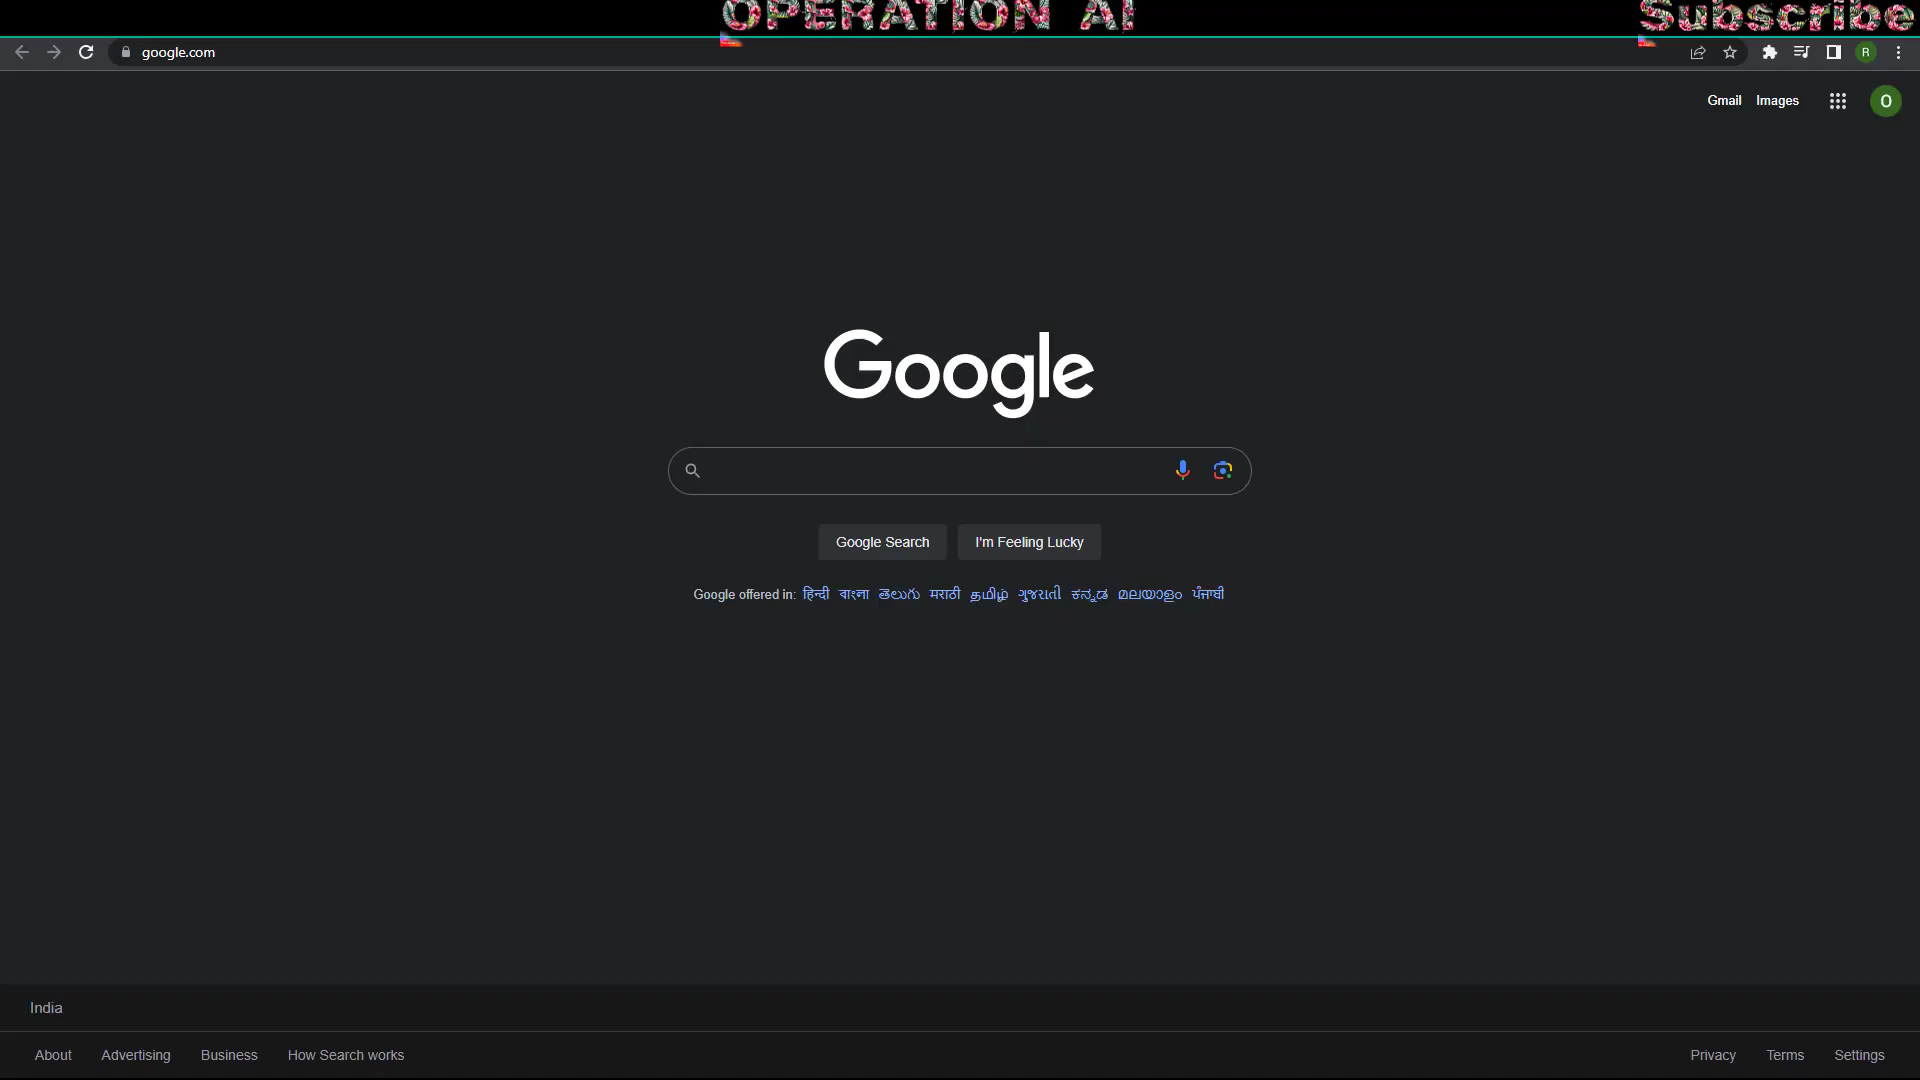 OPERATION AI
Subscribe
google.com
R
Gmail Images
O
Google
Google Search I'm Feeling Lucky
Google offered in: हिन्दी বাংলা తెలుగు मराठी தமிழ் ગુજરાતી ಕನ್ನಡ മലയാളം ਪੰਜਾਬੀ
India
About Advertising Business How Search works
Privacy Terms Settings